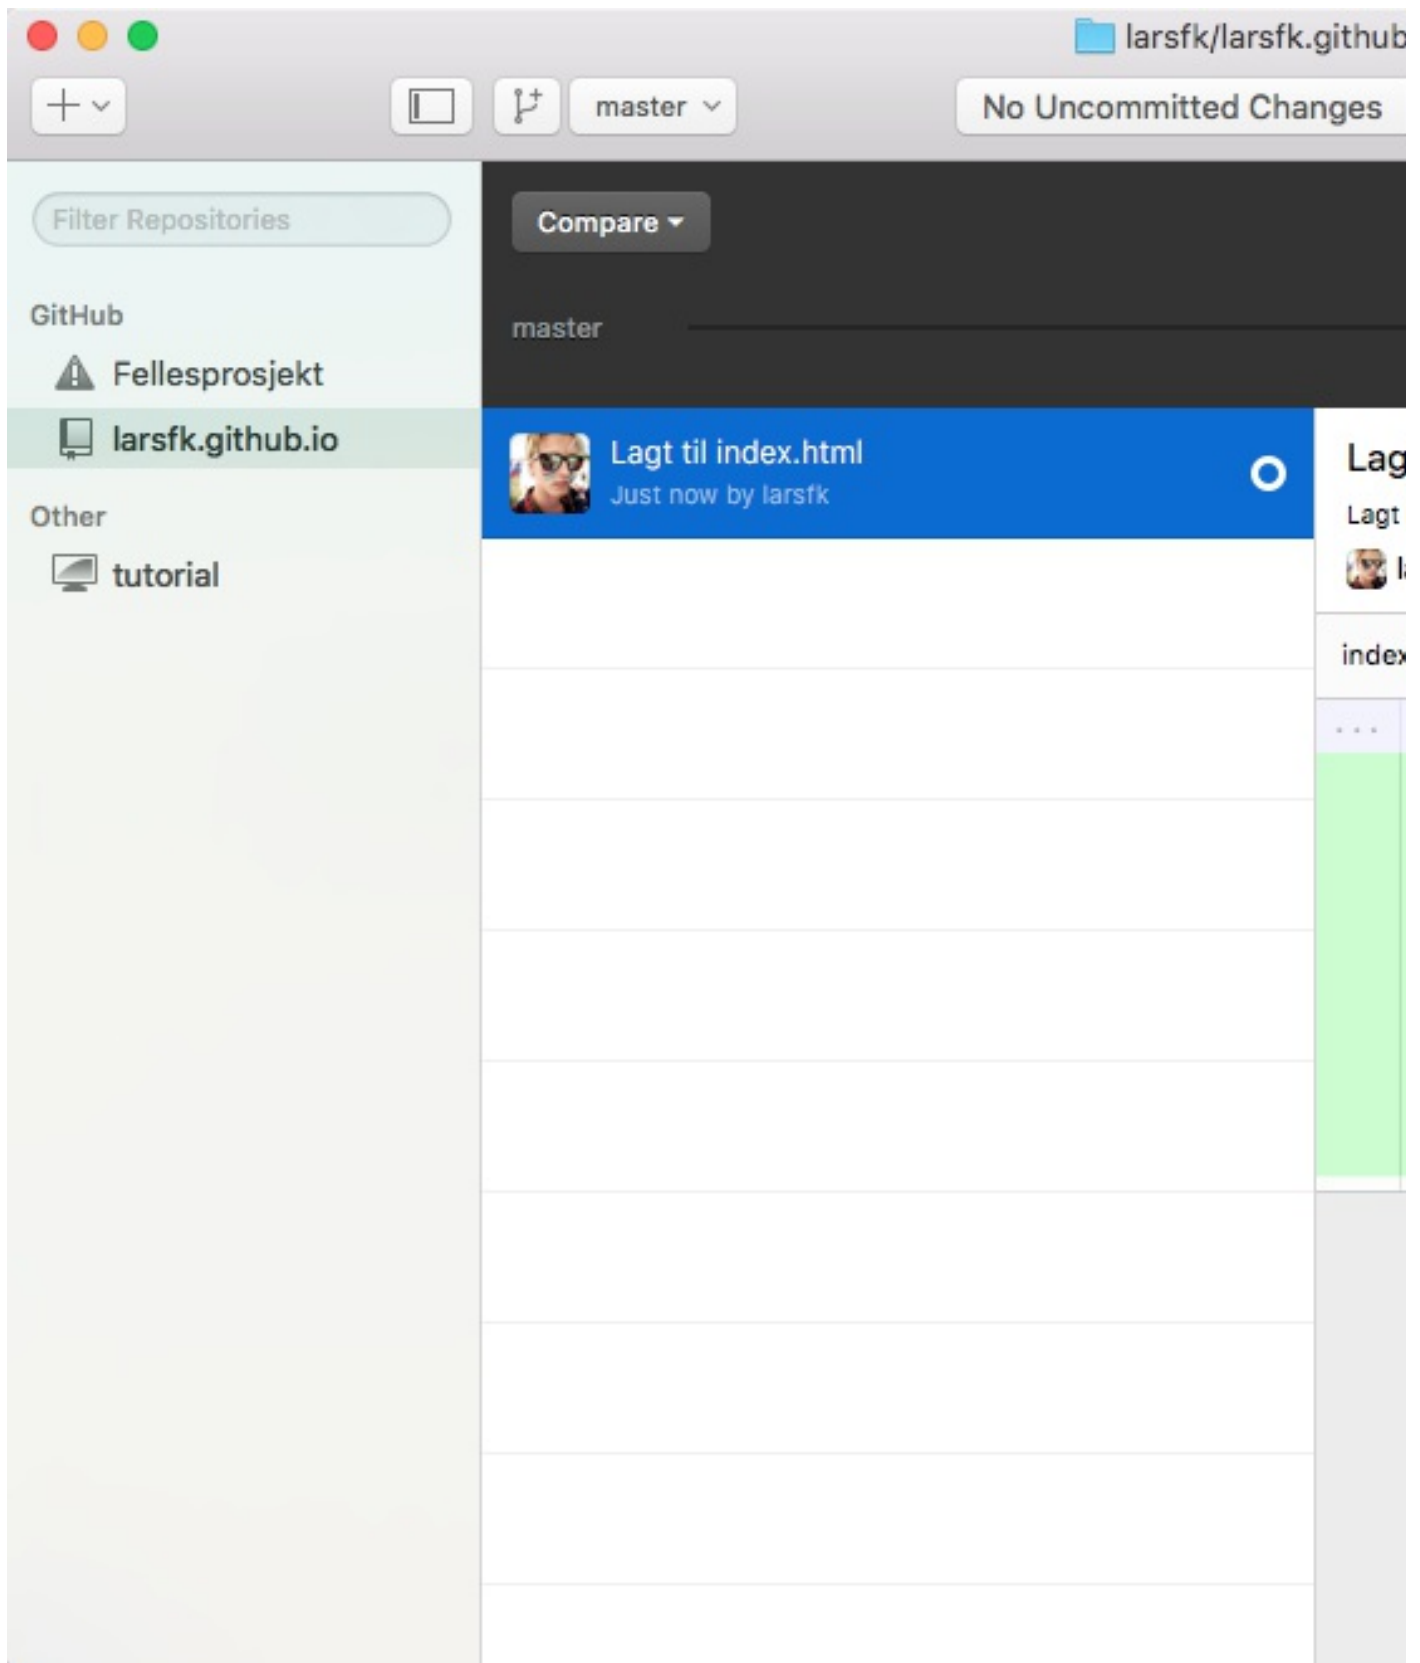 larsfk/larsfk.github
master
No Uncommitted Changes
Filter Repositories
Compare
GitHub
master
Fellesprosjekt
larsfk.github.io
Lagt til index.html
Just now by larsfk
Lag
Lagt
Other
tutorial
index
...